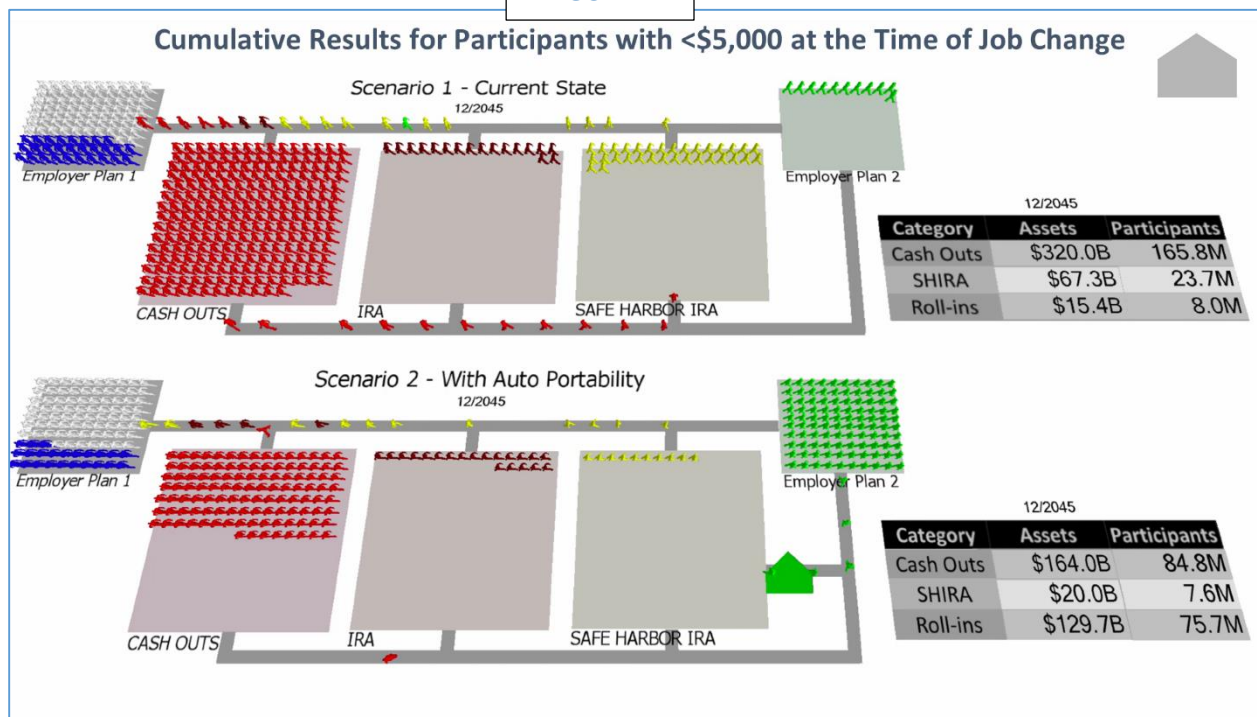 Cumulative Results for Participants with <$5,000 at the Time of Job Change
Scenario 1 - Current State
12/2045
Employer Plan 1
Employer Plan 2
CASH OUTS
IRA
SAFE HARBOR IRA
12/2045
Category Assets Participants
Cash Outs $320.0B 165.8M
SHIRA $67.3B 23.7M
Roll-ins $15.4B 8.0M
Scenario 2 - With Auto Portability
12/2045
Employer Plan 1
Employer Plan 2
CASH OUTS
IRA
SAFE HARBOR IRA
12/2045
Category Assets Participants
Cash Outs $164.0B 84.8M
SHIRA $20.0B 7.6M
Roll-ins $129.7B 75.7M